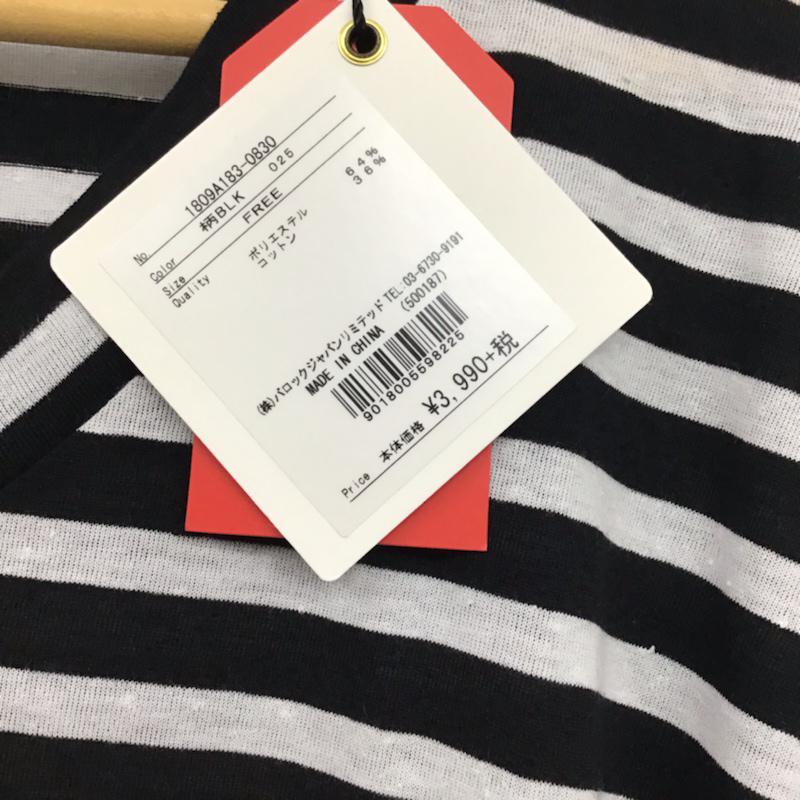 No. 1809A183-0830
Color 柄BLK 025
Size FREE
Quality ポリエステル 64%
コットン 36%
(株)バロックジャパンリミテッド TEL:03-6730-9191
MADE IN CHINA (500187)
9018006598225
Price 本体価格 ¥3,990+税